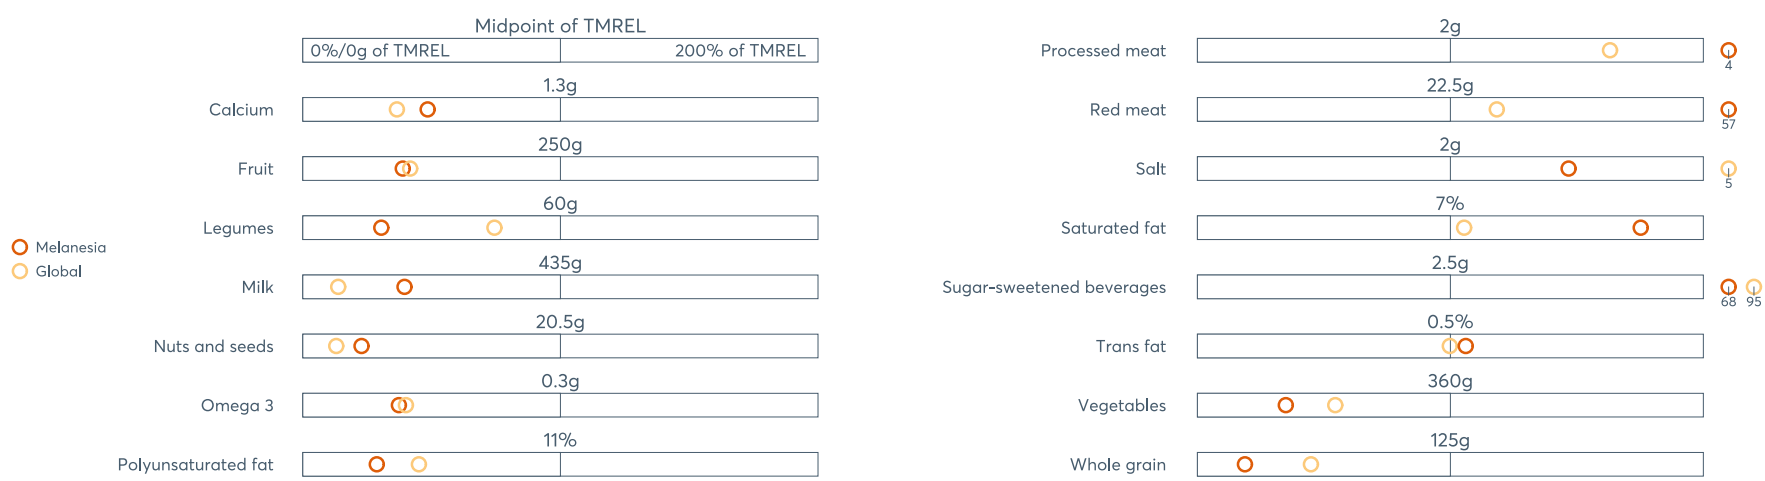 Midpoint of TMREL
0%/0g of TMREL 200% of TMREL
1.3g
Calcium
250g
Fruit
60g
Legumes
435g
Milk
20.5g
Nuts and seeds
0.3g
Omega 3
11%
Polyunsaturated fat
Melanesia
Global
2g
Processed meat
4
22.5g
Red meat
57
2g
Salt
5
7%
Saturated fat
2.5g
Sugar-sweetened beverages
68 95
0.5%
Trans fat
360g
Vegetables
125g
Whole grain